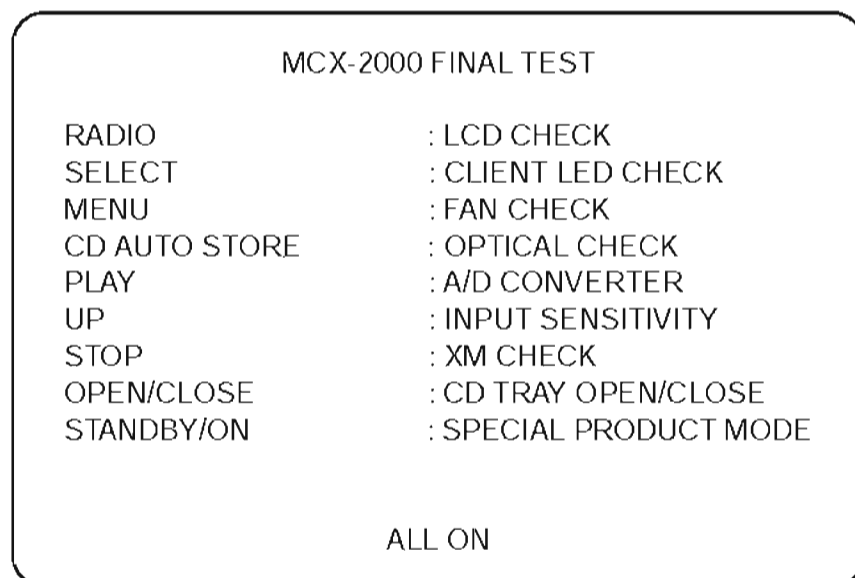 MCX-2000 FINAL TEST
RADIO : LCD CHECK
SELECT : CLIENT LED CHECK
MENU : FAN CHECK
CD AUTO STORE : OPTICAL CHECK
PLAY : A/D CONVERTER
UP : INPUT SENSITIVITY
STOP : XM CHECK
OPEN/CLOSE : CD TRAY OPEN/CLOSE
STANDBY/ON : SPECIAL PRODUCT MODE
ALL ON